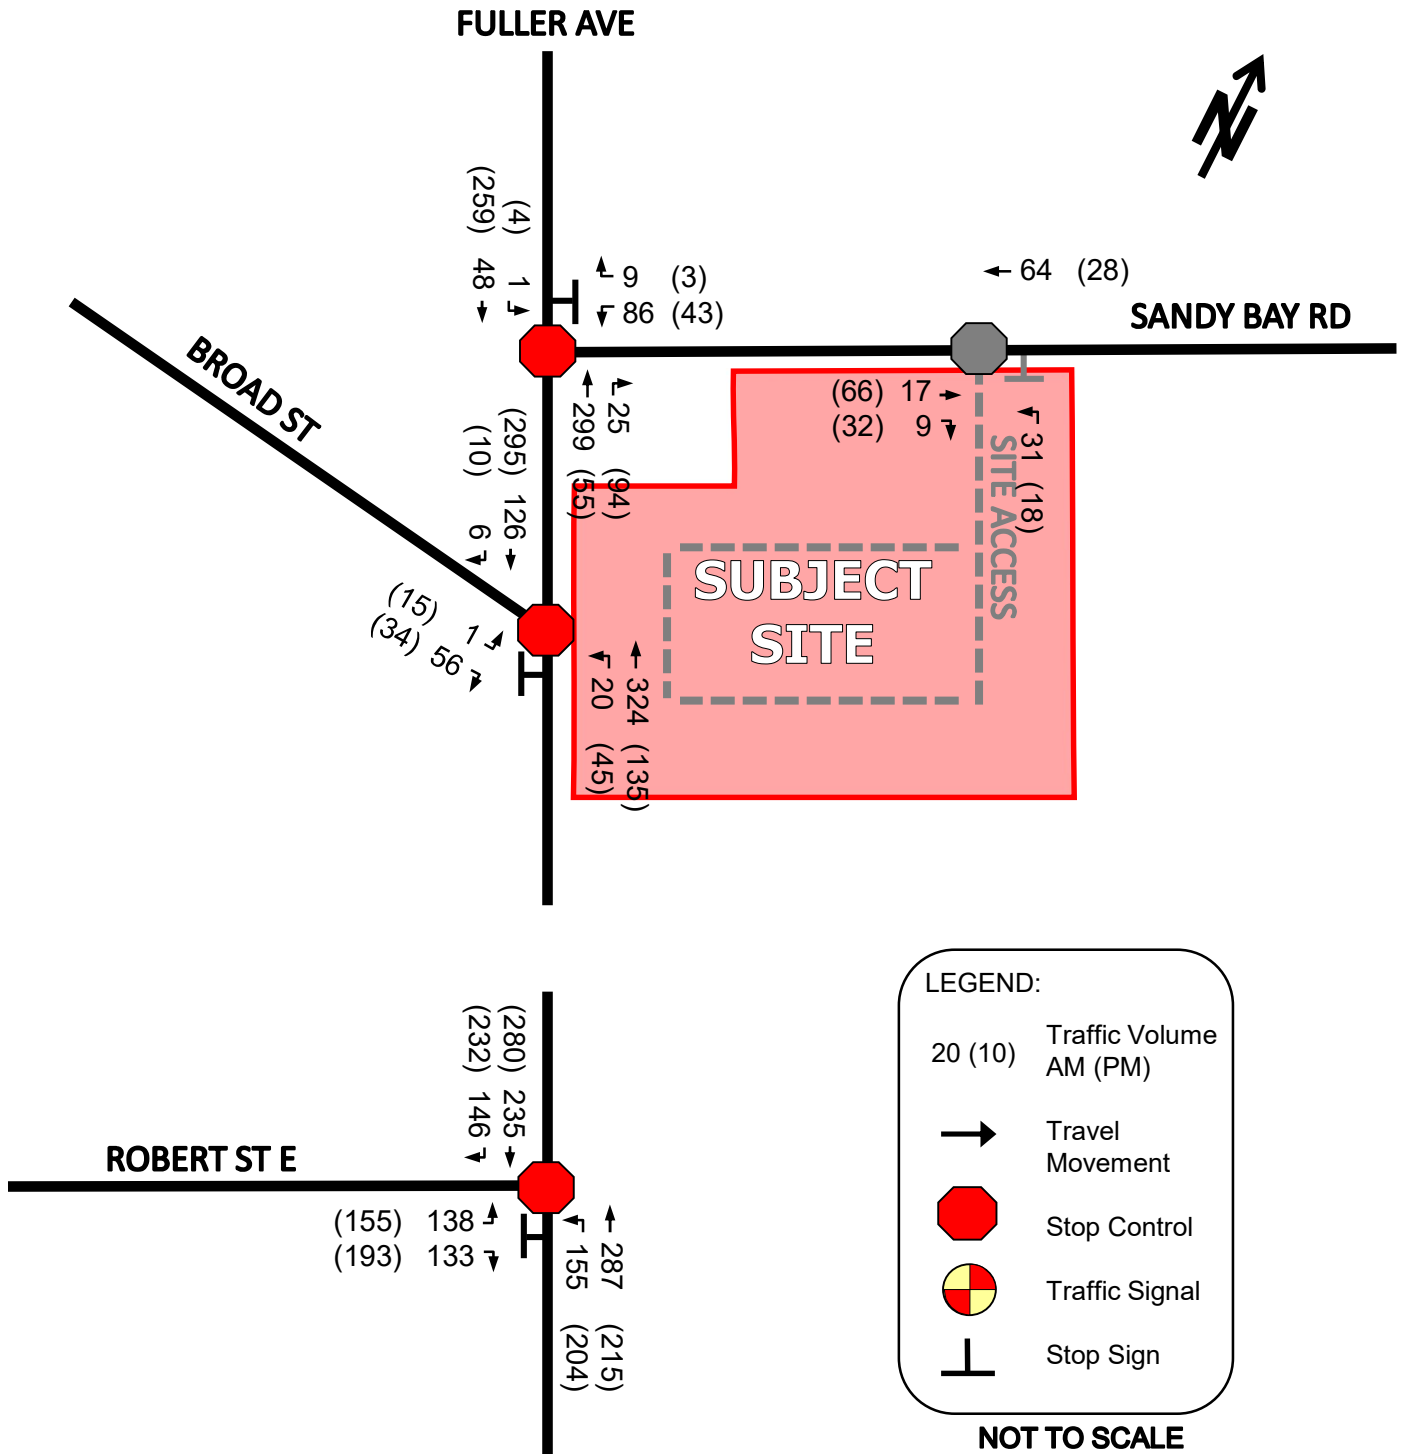 FULLER AVE
(259) 48
(4) 1
9 (3)
86 (43)
64 (28)
SANDY BAY RD
BROAD ST
(10) 6
(295) 126
299 (55)
25 (94)
(66) 17
(32) 9
31 (18)
SITE ACCESS
SUBJECT
SITE
(15) 1
(34) 56
20 (45)
324 (135)
(232) 146
(280) 235
ROBERT ST E
(155) 138
(193) 133
155 (204)
287 (215)
N
LEGEND:
20 (10)
Traffic Volume
AM (PM)
Travel
Movement
Stop Control
Traffic Signal
Stop Sign
NOT TO SCALE